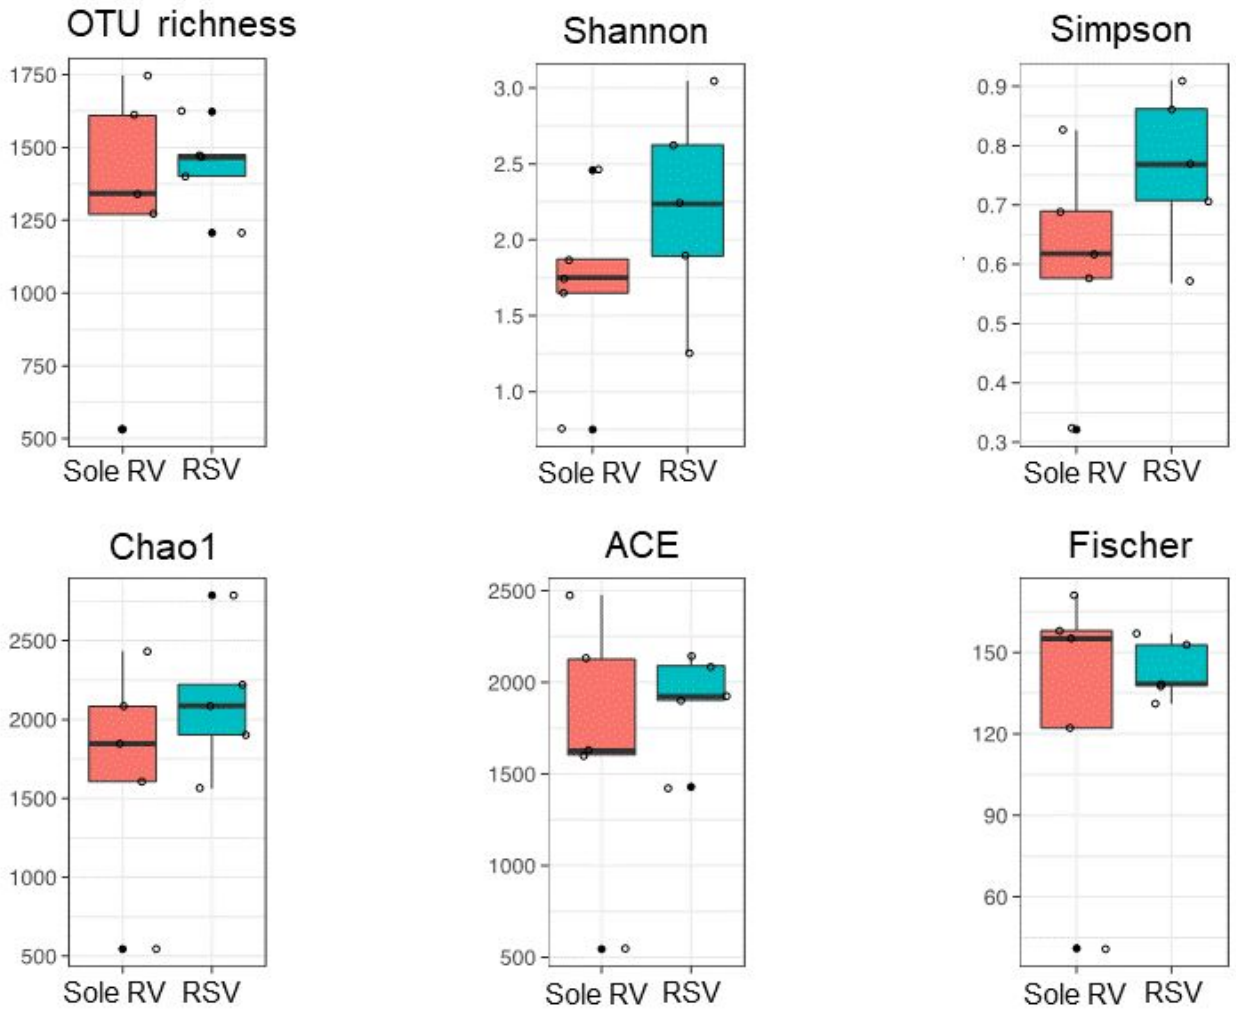 OTU richness
1750
1500
1250
1000
750
500
Sole RV RSV
Shannon
3.0
2.5
2.0
1.5
1.0
Sole RV RSV
Simpson
0.9
0.8
0.7
0.6
0.5
0.4
0.3
Sole RV RSV
Chao1
2500
2000
1500
1000
500
Sole RV RSV
ACE
2500
2000
1500
1000
500
Sole RV RSV
Fischer
150
120
90
60
Sole RV RSV